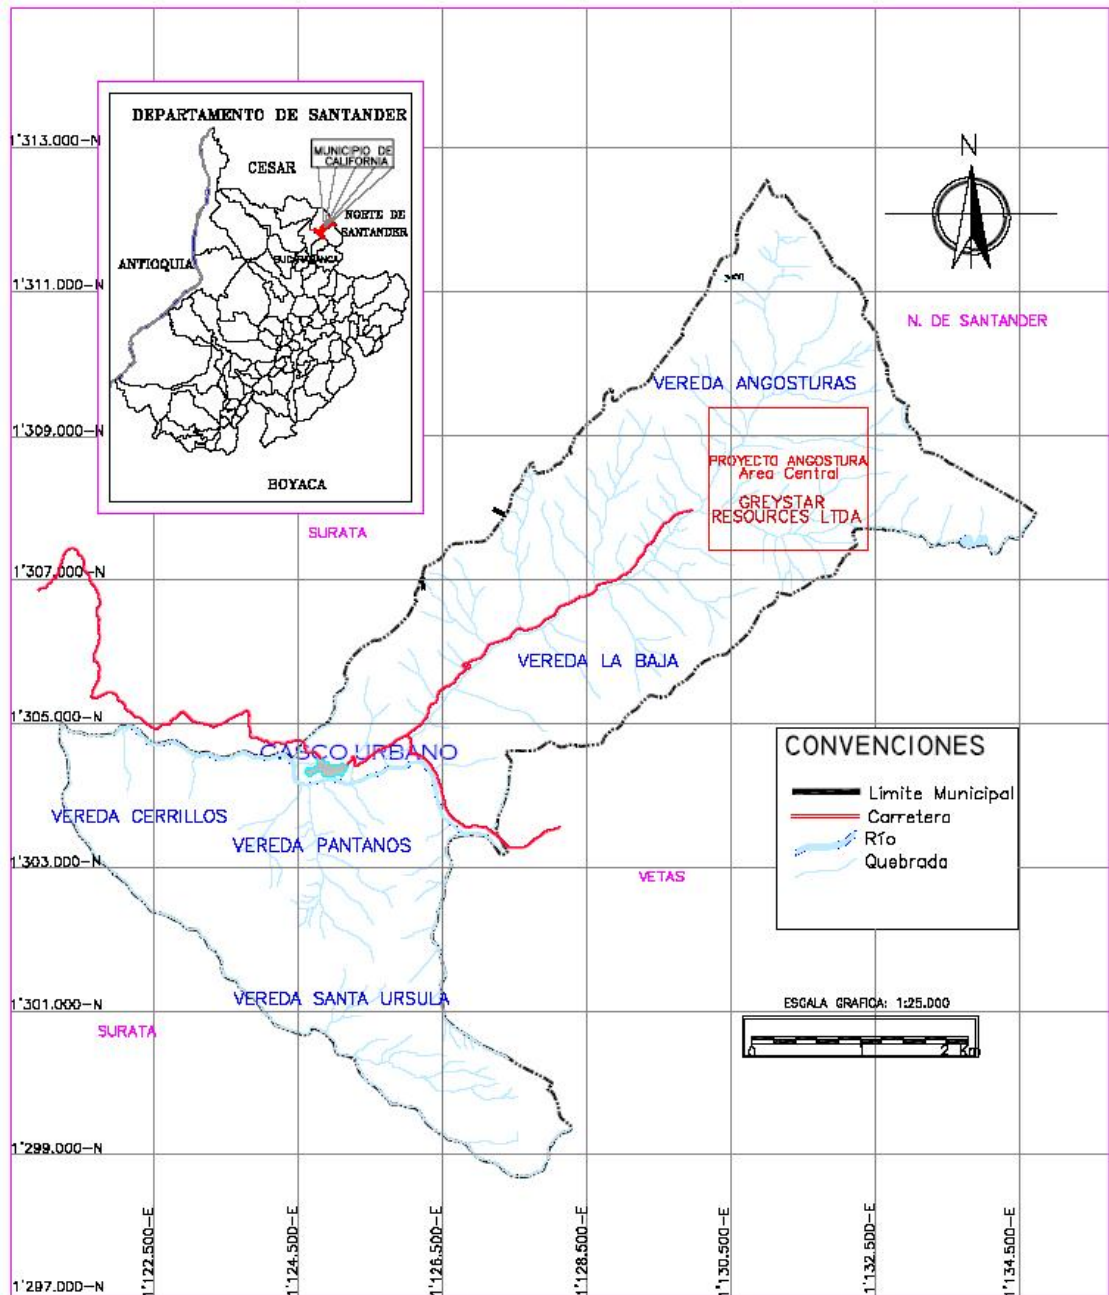 DEPARTAMENTO DE SANTANDER
MUNICIPIO DE
CALIFORNIA
CESAR
NORTE DE
SANTANDER
BUCARAMANGA
ANTIOQUIA
BOYACA
N
1'313.000-N
1'311.000-N
N. DE SANTANDER
VEREDA ANGOSTURAS
1'309.000-N
PROYECTO ANGOSTURA
Area Central
GREYSTAR
RESOURCES LTDA
SURATA
1'307.000-N
VEREDA LA BAJA
1'305.000-N
CASCO URBANO
CONVENCIONES
Limite Municipal
Carretera
Río
Quebrada
VEREDA CERRILLOS
VEREDA PANTANOS
1'303.000-N
VETAS
VEREDA SANTA URSULA
1'301.000-N
SURATA
ESCALA GRAFICA: 1:25.000
0 1 2 Km
1'299.000-N
1'297.000-N
1'122.500-E
1'124.500-E
1'126.500-E
1'128.500-E
1'130.500-E
1'132.500-E
1'134.500-E